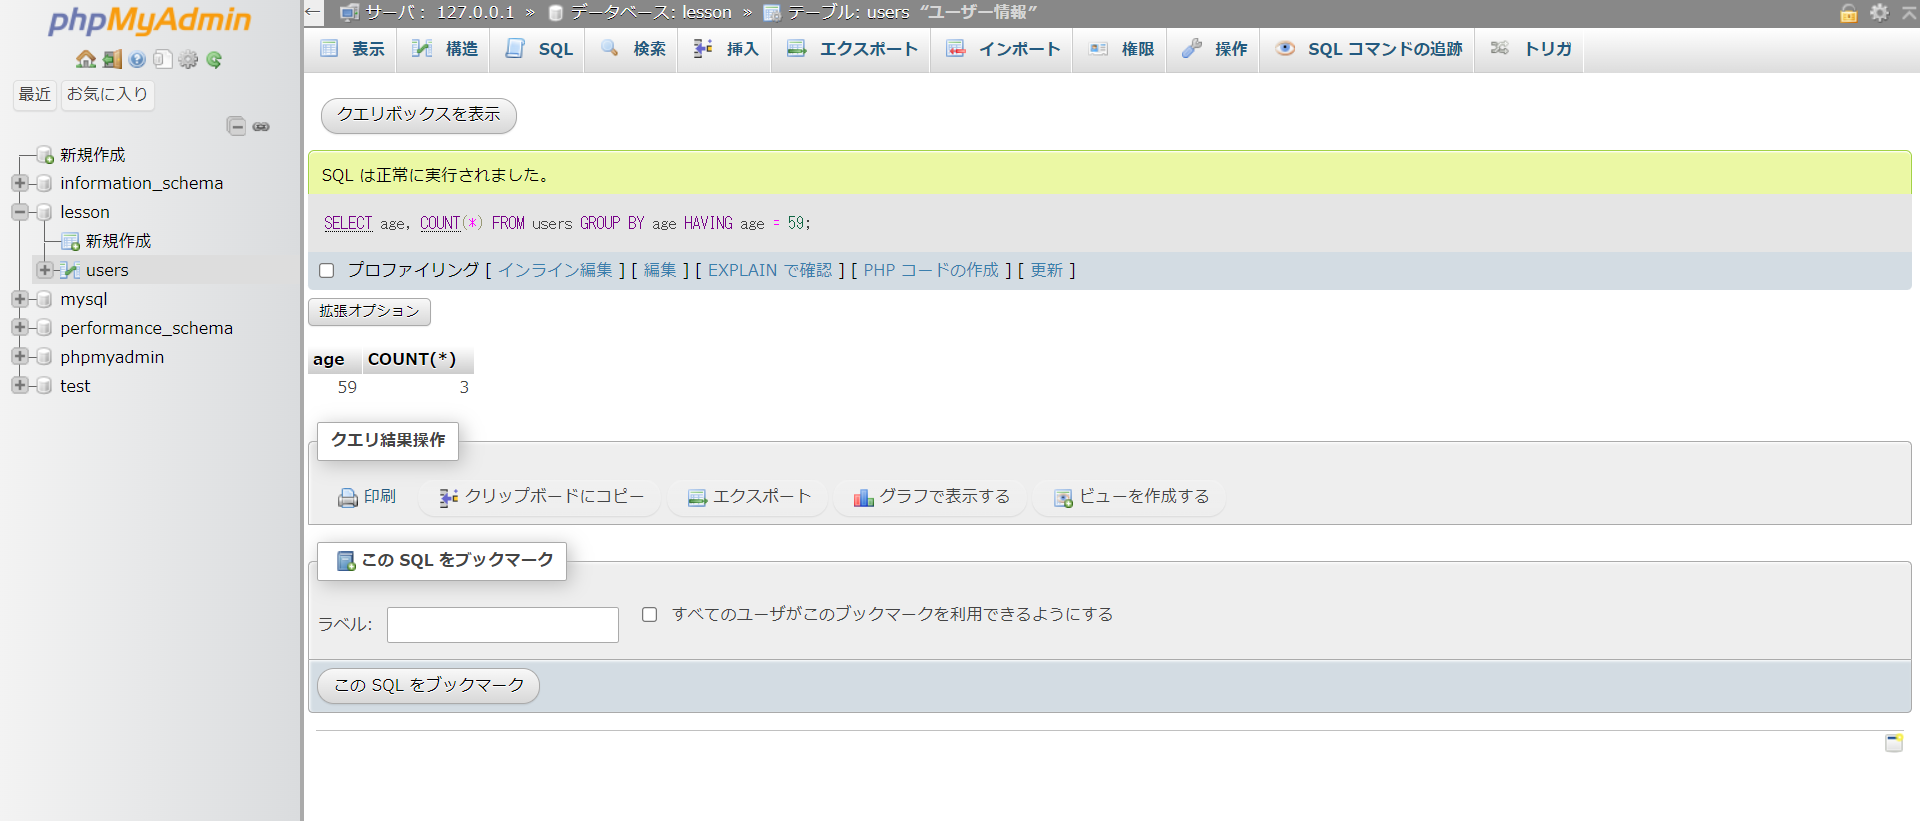 phpMyAdmin
最近 お気に入り
新規作成
information_schema
lesson
新規作成
users
mysql
performance_schema
phpmyadmin
test
← サーバ: 127.0.0.1 » データベース: lesson » テーブル: users “ユーザー情報”
表示 構造 SQL 検索 挿入 エクスポート インポート 権限 操作 SQL コマンドの追跡 トリガ
クエリボックスを表示
SQL は正常に実行されました。
SELECT age, COUNT(*) FROM users GROUP BY age HAVING age = 59;
プロファイリング [ インライン編集 ] [ 編集 ] [ EXPLAIN で確認 ] [ PHP コードの作成 ] [ 更新 ]
拡張オプション
age COUNT(*)
59 3
クエリ結果操作
印刷 クリップボードにコピー エクスポート グラフで表示する ビューを作成する
この SQL をブックマーク
ラベル: すべてのユーザがこのブックマークを利用できるようにする
この SQL をブックマーク